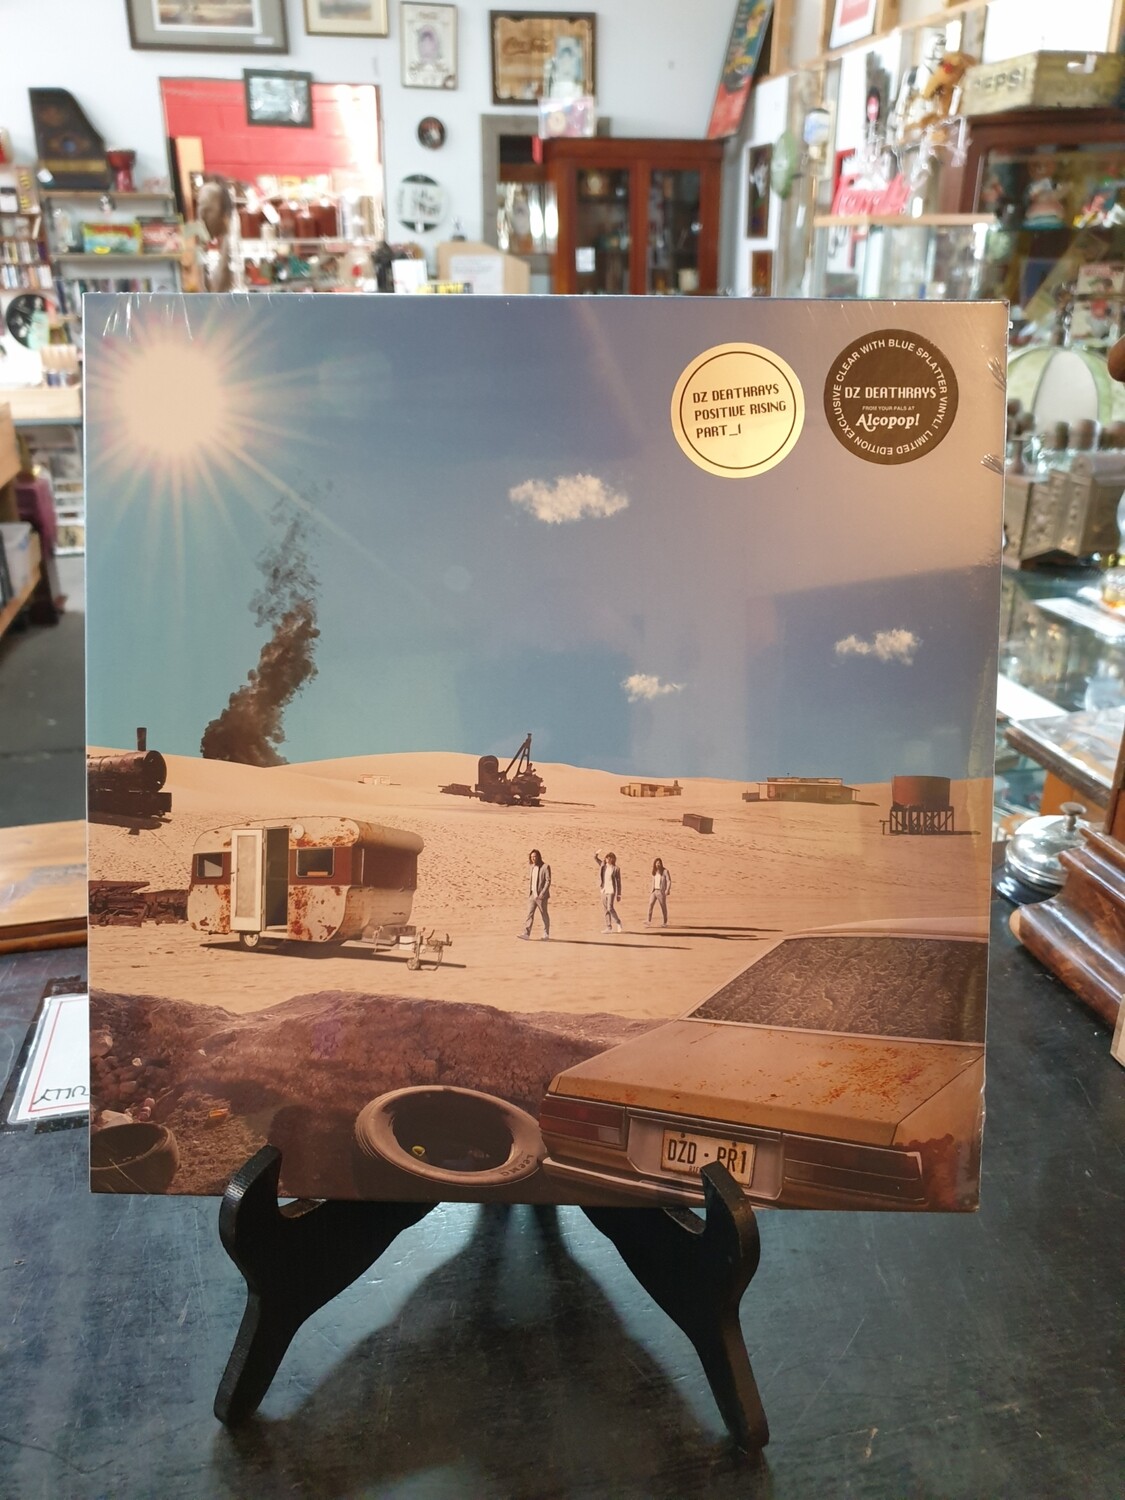 PEPSI
DZ DEATHRAYS
POSITIVE RISING
PART_I
EXCLUSIVE CLEAR WITH BLUE SPLATTER VINYL! LIMITED EDITION
DZ DEATHRAYS
FROM YOUR PALS AT
Alcopop!
DZD·PR1